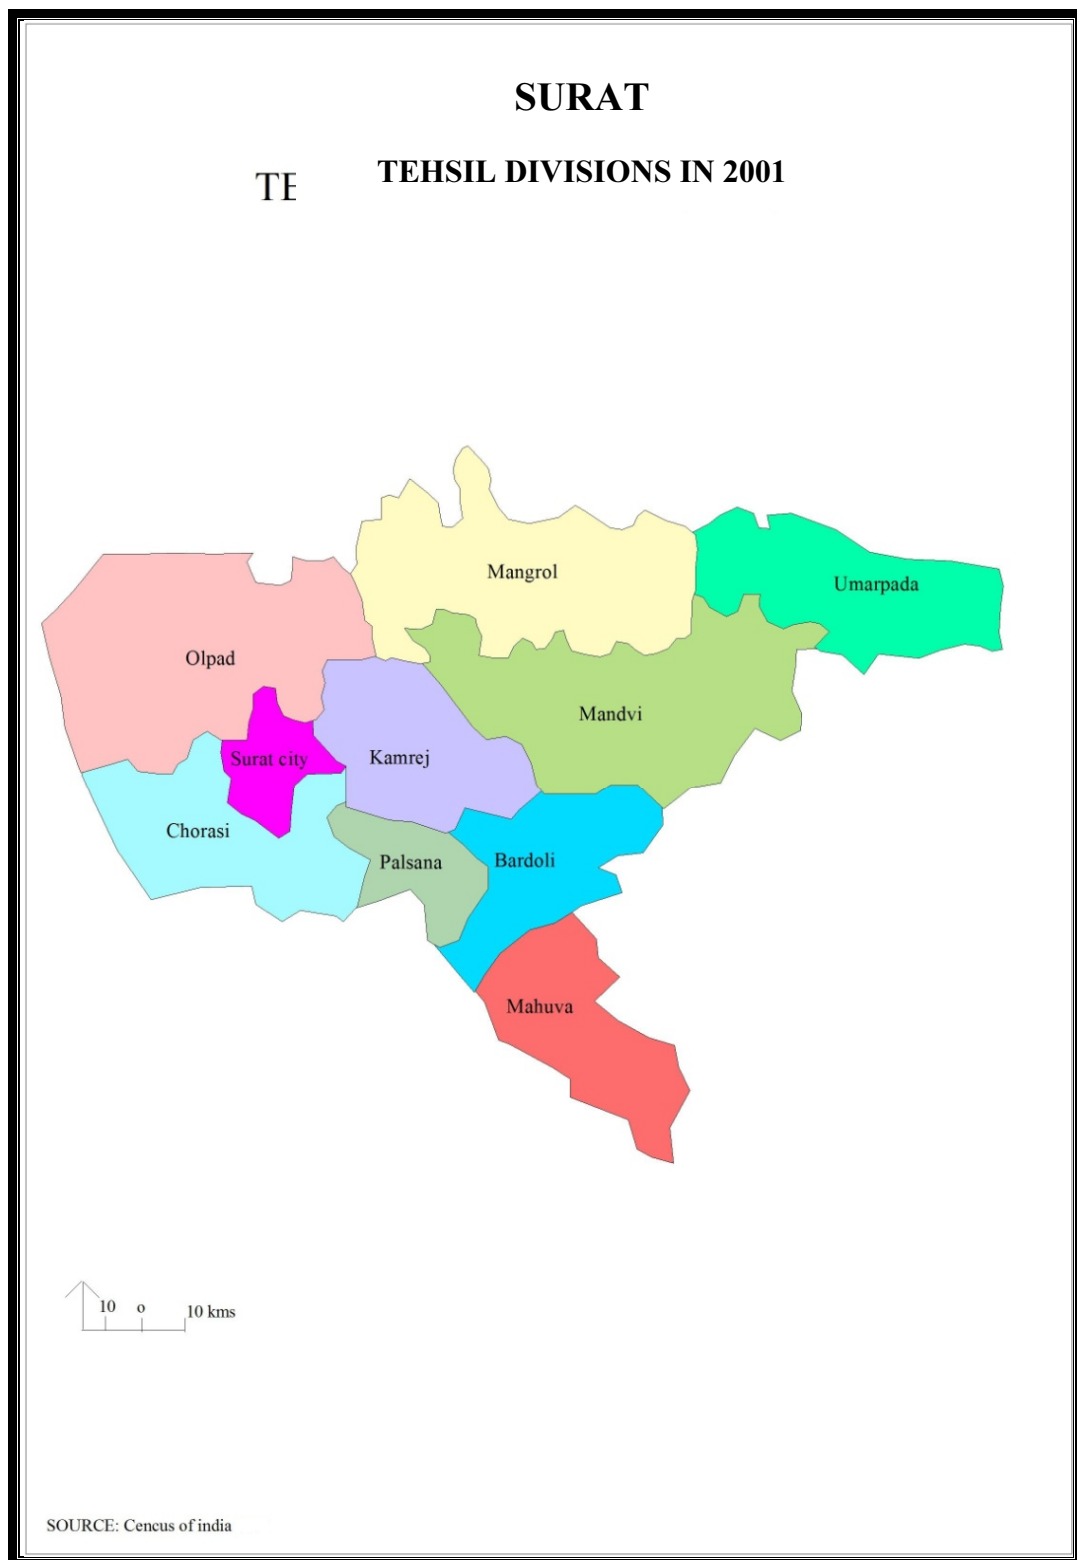 SURAT
TEHSIL DIVISIONS IN 2001
TE
Mangrol
Umarpada
Olpad
Mandvi
Surat city
Kamrej
Chorasi
Palsana
Bardoli
Mahuva
10 o 10 kms
SOURCE: Cencus of india